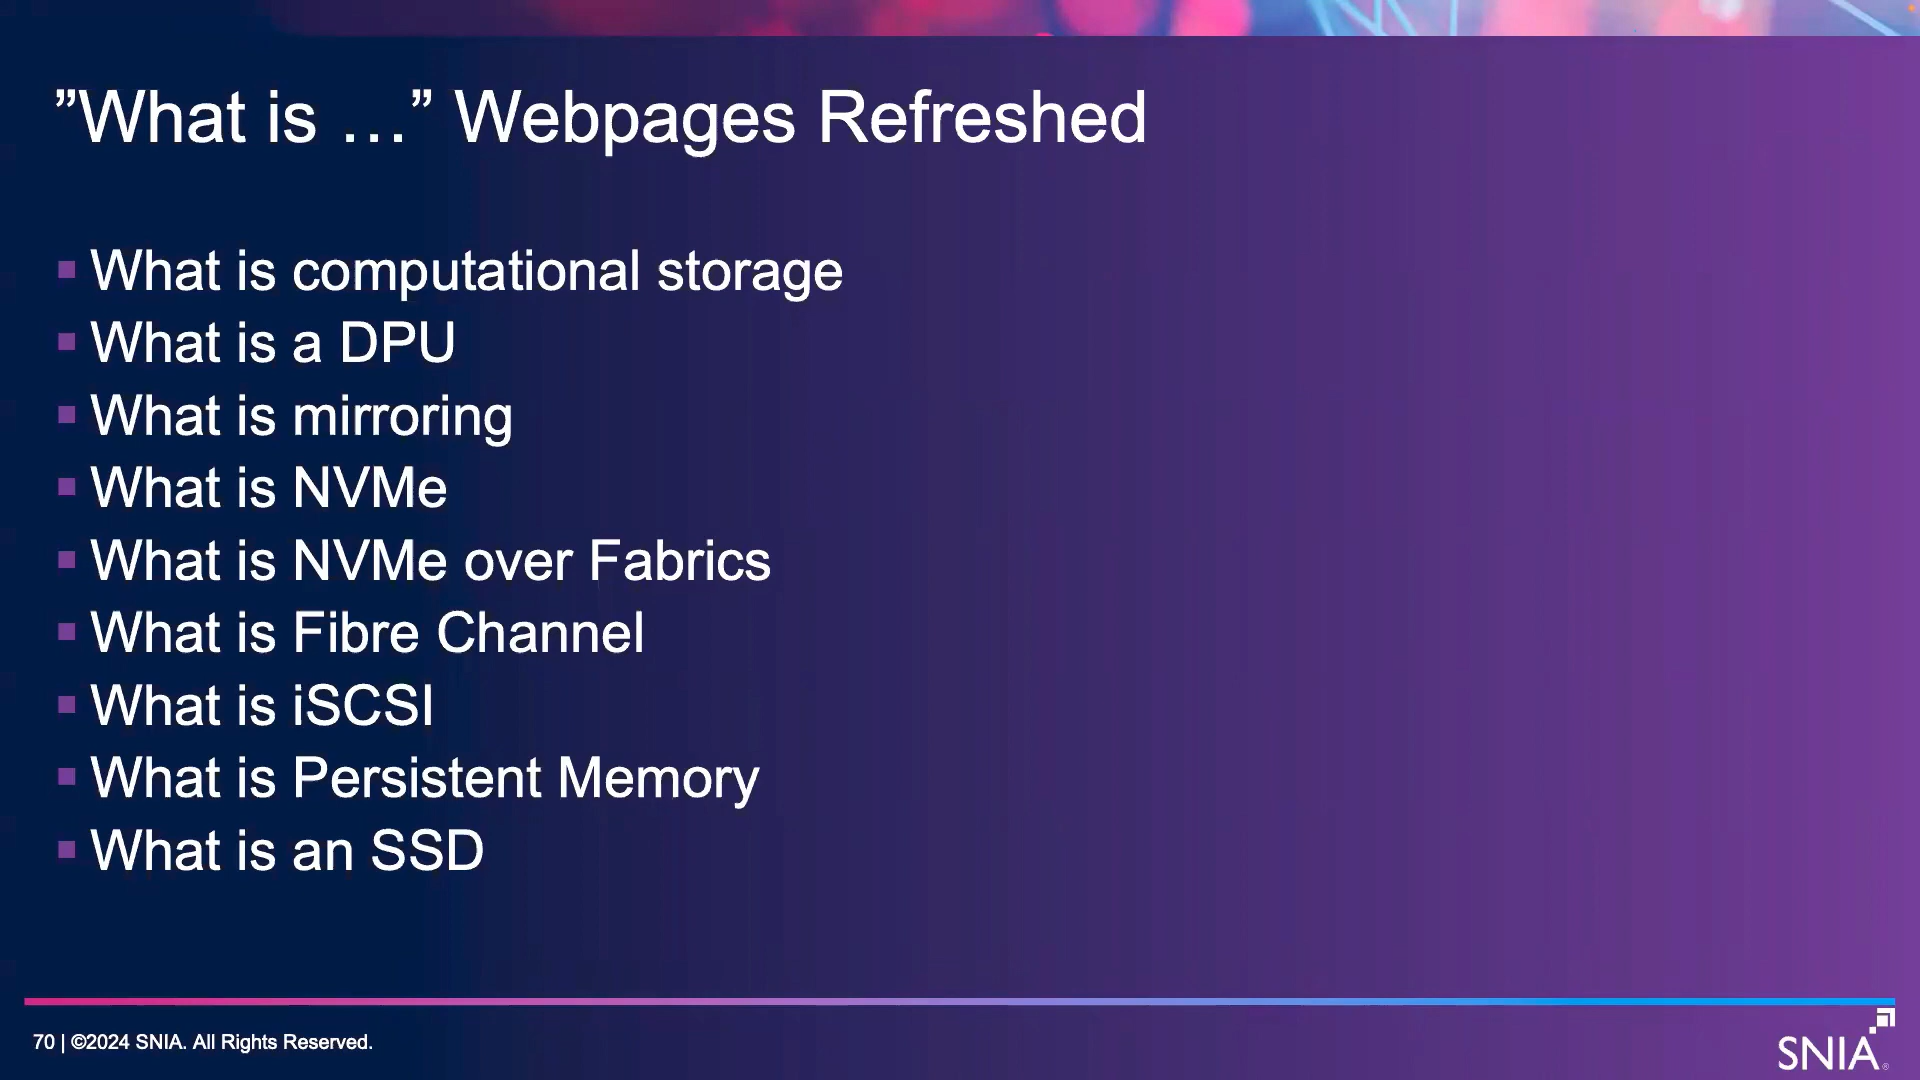 ”What is …” Webpages Refreshed
What is computational storage
What is a DPU
What is mirroring
What is NVMe
What is NVMe over Fabrics
What is Fibre Channel
What is iSCSI
What is Persistent Memory
What is an SSD
70 | ©2024 SNIA. All Rights Reserved.
SNIA®